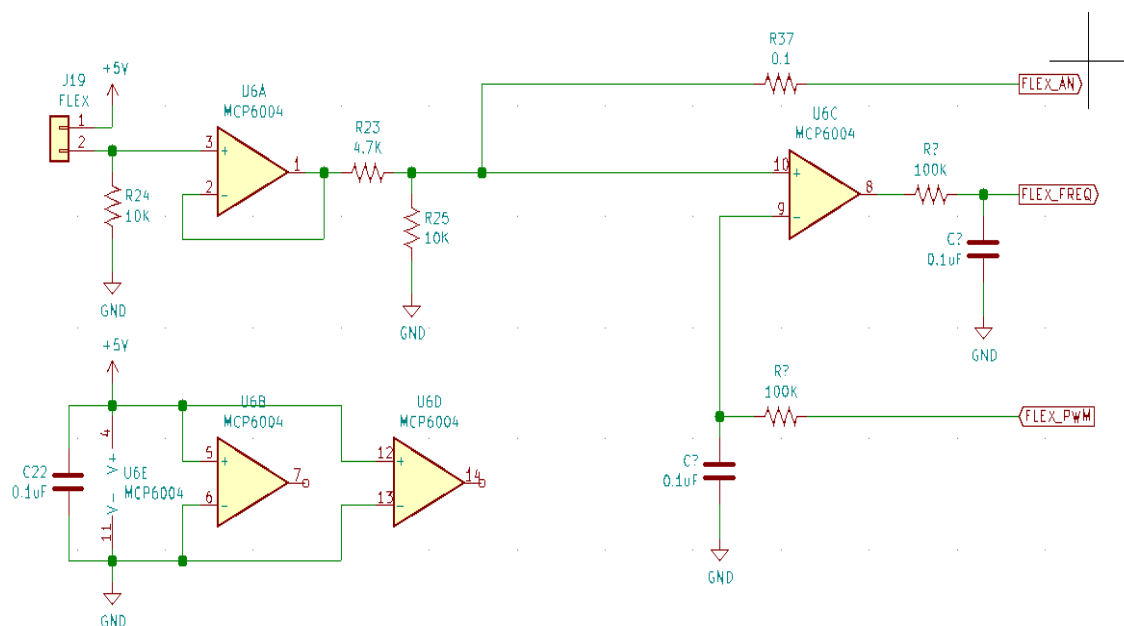 R37
0.1
FLEX_AN
J19
FLEX
+5V
1
2
U6A
MCP6004
3
+
2
-
1
R23
4.7K
U6C
MCP6004
10
+
9
-
8
R?
100K
FLEX_FREQ
R24
10K
R25
10K
C?
0.1uF
GND
GND
GND
+5V
R?
100K
FLEX_PWM
U6B
MCP6004
U6D
MCP6004
4
V+
C22
0.1uF
U6E
MCP6004
V-
11
5
+
6
-
7
12
+
13
-
14
C?
0.1uF
GND
GND